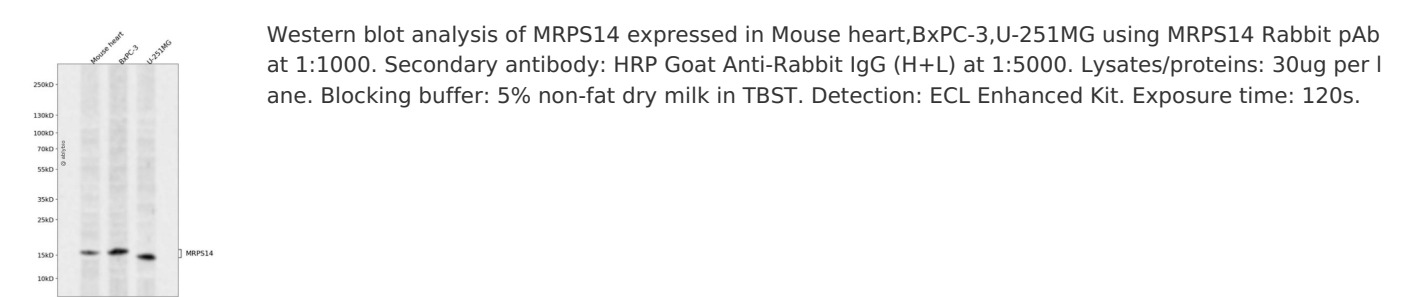 Mouse heart
BxPC-3
U-251MG
250kD
130kD
100kD
70kD
55kD
35kD
25kD
15kD
10kD
MRPS14
Western blot analysis of MRPS14 expressed in Mouse heart,BxPC-3,U-251MG using MRPS14 Rabbit pAb
at 1:1000. Secondary antibody: HRP Goat Anti-Rabbit IgG (H+L) at 1:5000. Lysates/proteins: 30ug per l
ane. Blocking buffer: 5% non-fat dry milk in TBST. Detection: ECL Enhanced Kit. Exposure time: 120s.